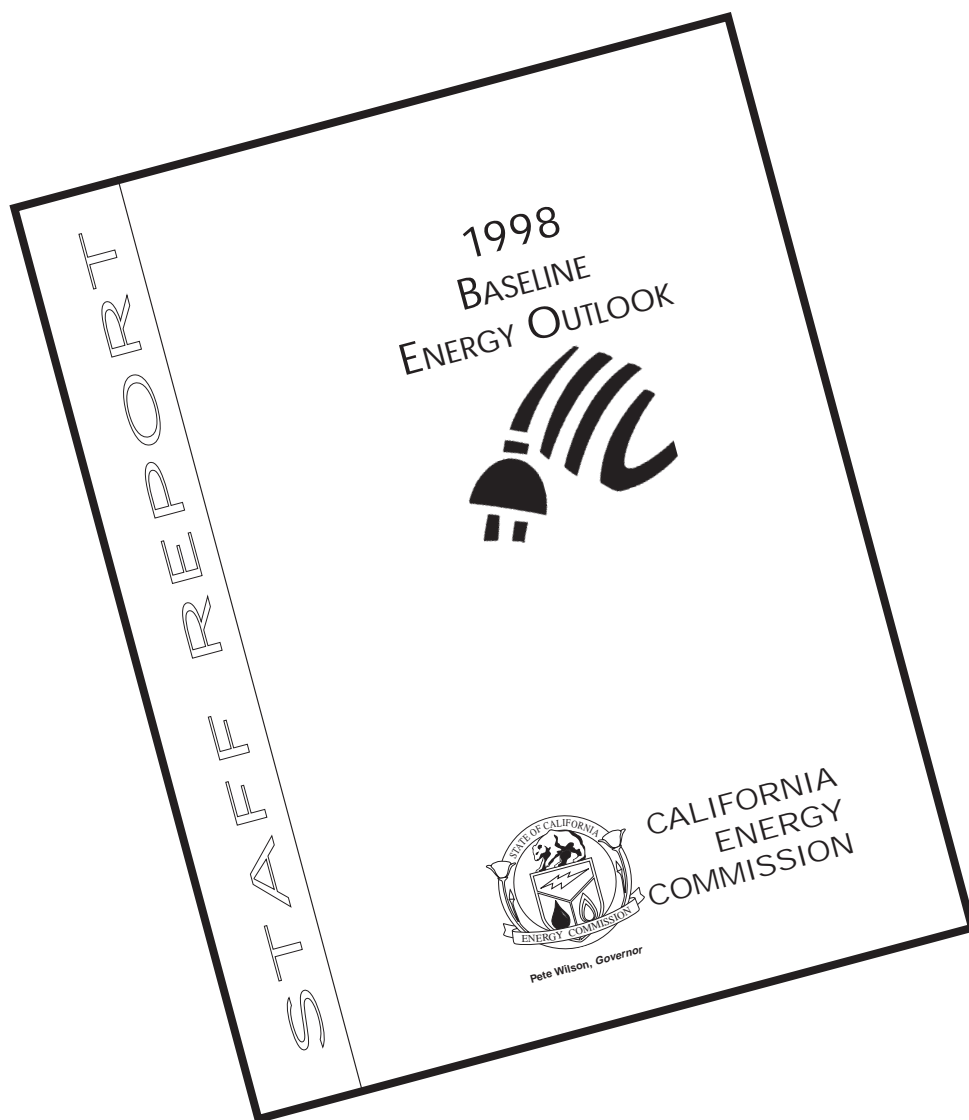 STAFF REPORT
1998
BASELINE
ENERGY OUTLOOK
STATE OF CALIFORNIA
ENERGY COMMISSION
CALIFORNIA
ENERGY
COMMISSION
Pete Wilson, Governor